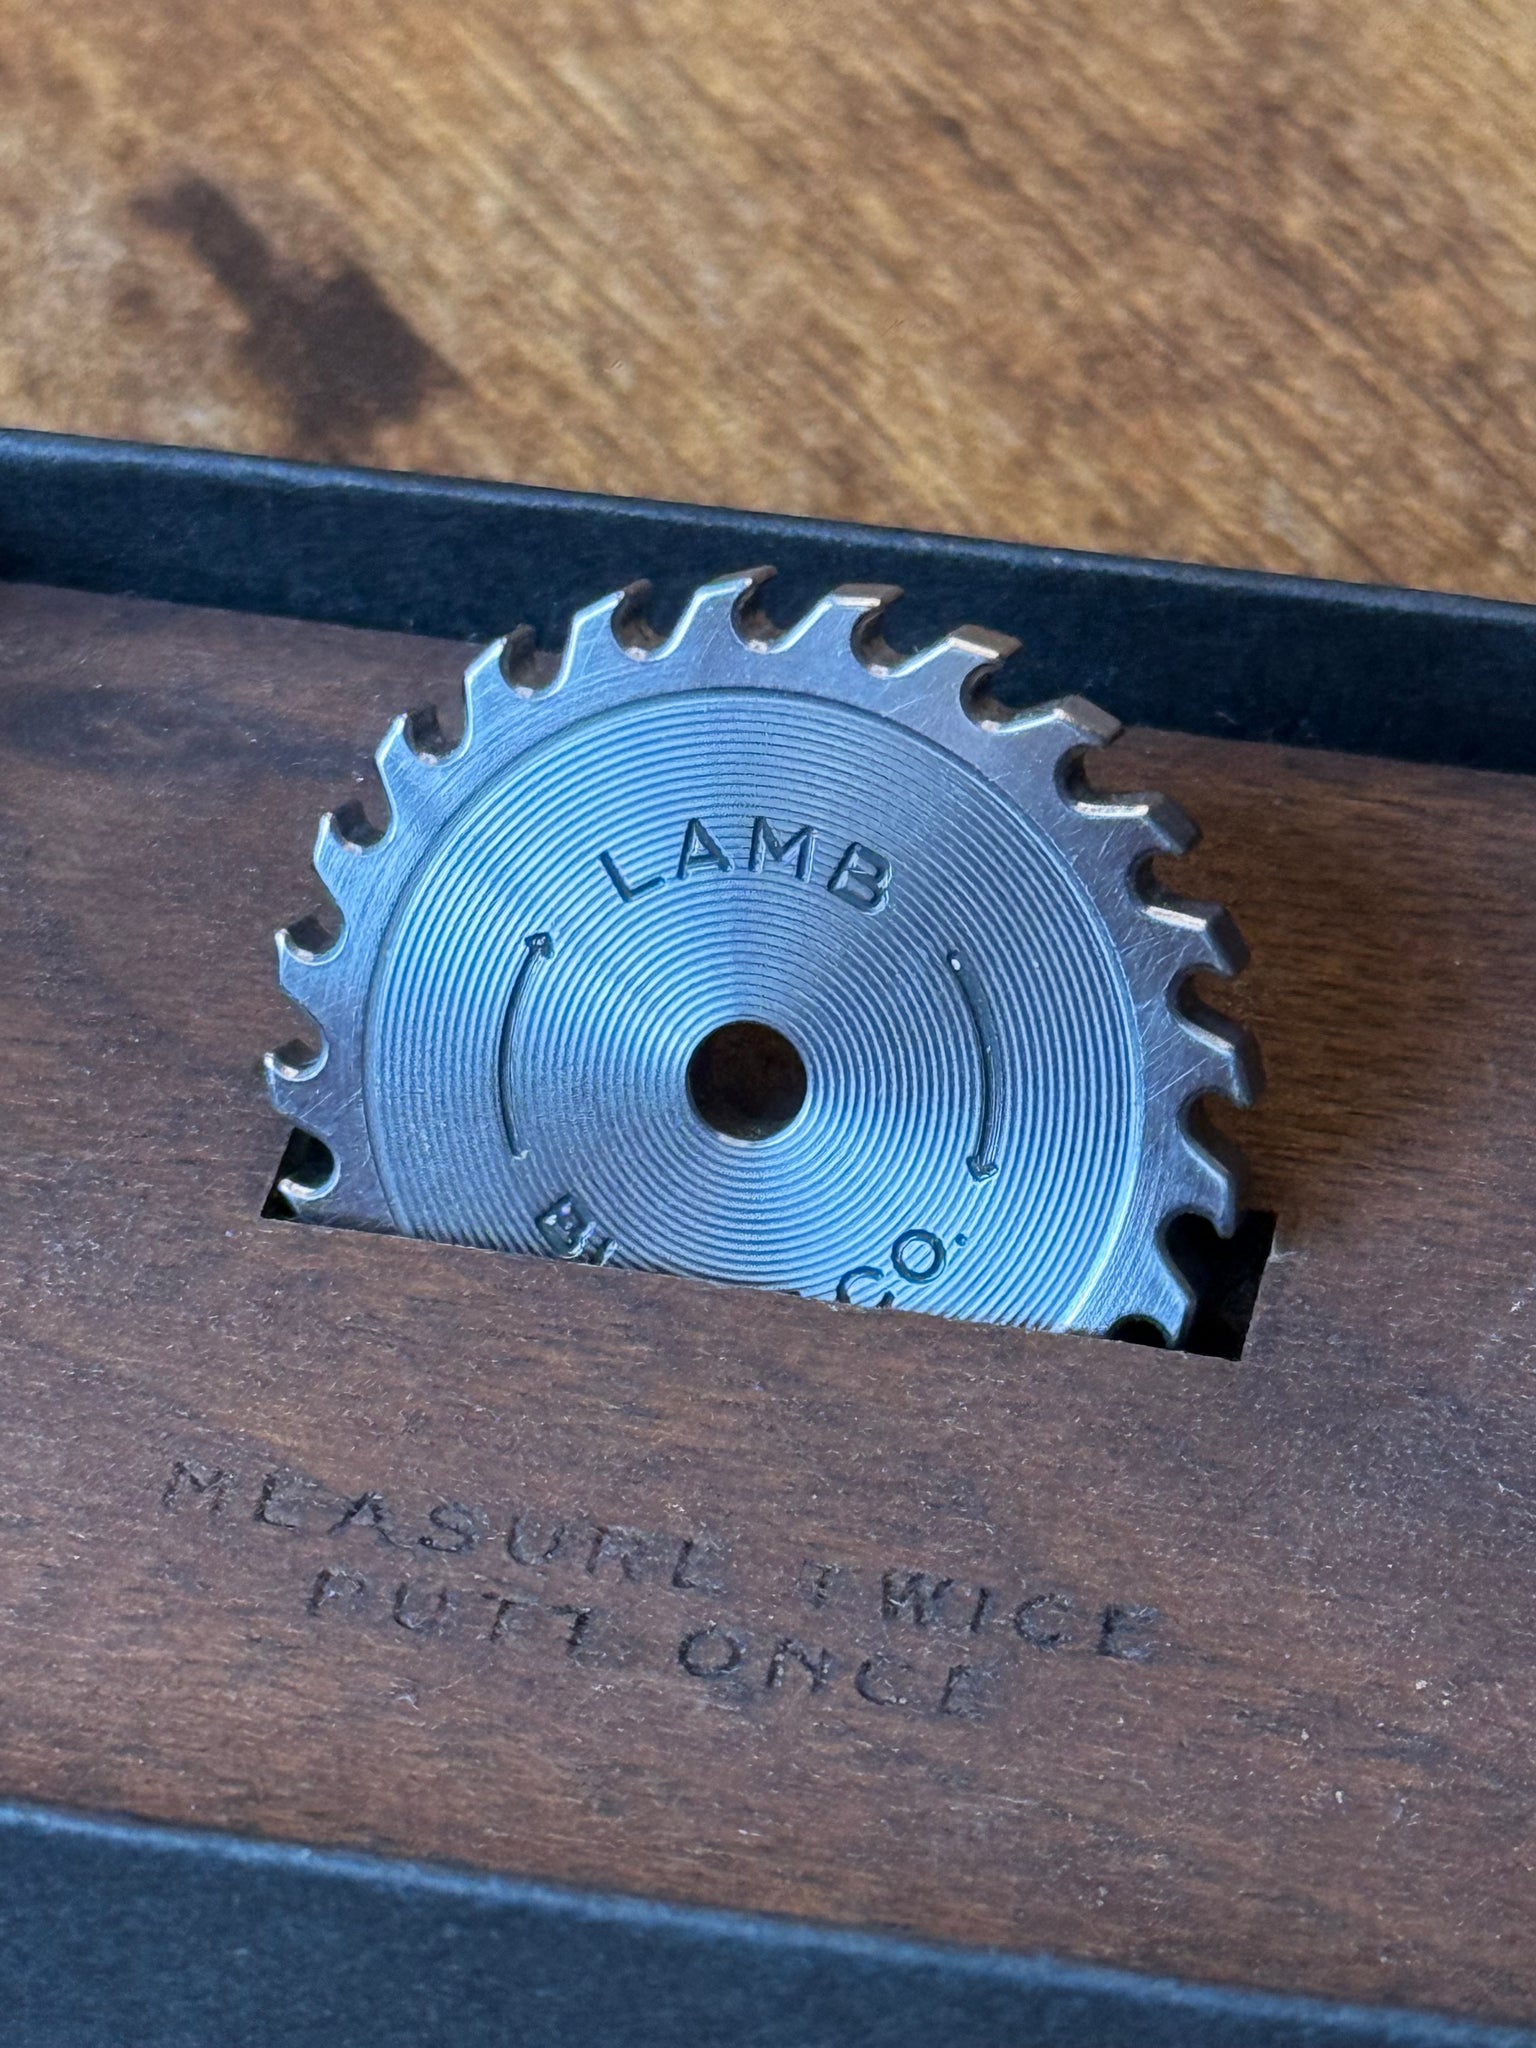 LAMB
CO.
MEASURE TWICE
PUTT ONCE